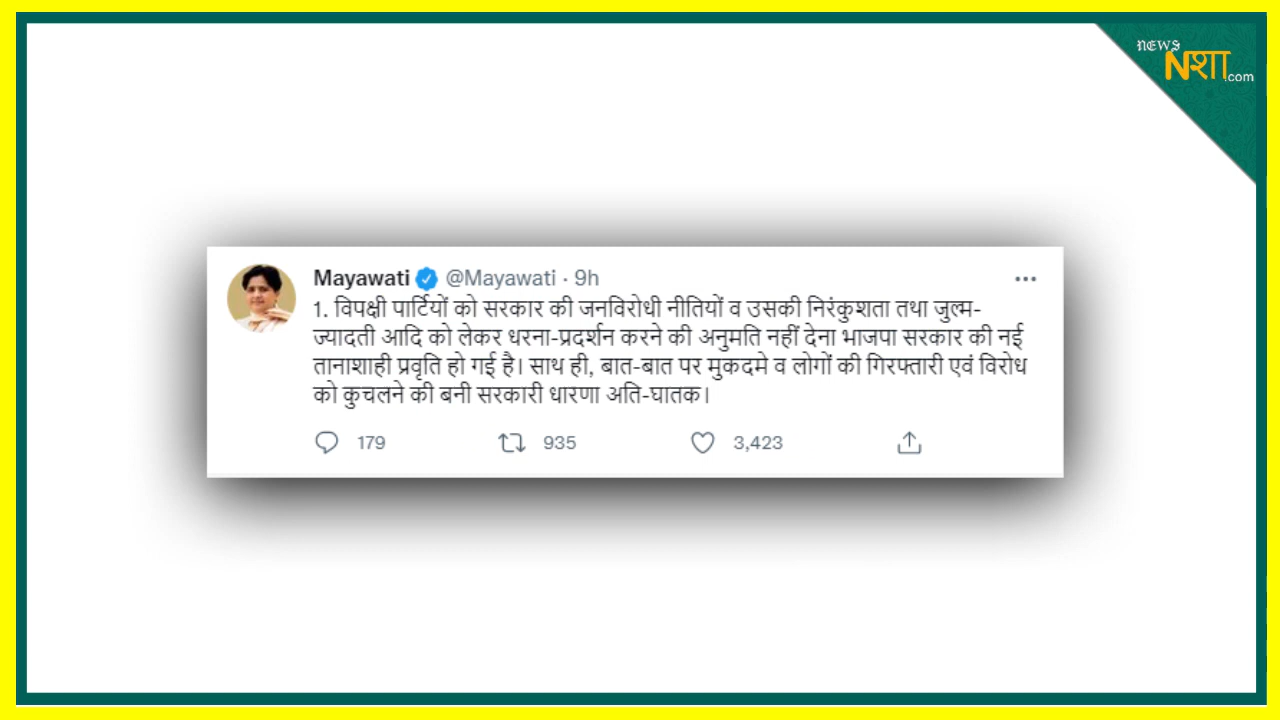 news
Nशा.com
Mayawati @Mayawati · 9h
1. विपक्षी पार्टियों को सरकार की जनविरोधी नीतियों व उसकी निरंकुशता तथा जुल्म-
ज्यादती आदि को लेकर धरना-प्रदर्शन करने की अनुमति नहीं देना भाजपा सरकार की नई
तानाशाही प्रवृति हो गई है। साथ ही, बात-बात पर मुकदमे व लोगों की गिरफ्तारी एवं विरोध
को कुचलने की बनी सरकारी धारणा अति-घातक।
179 935 3,423